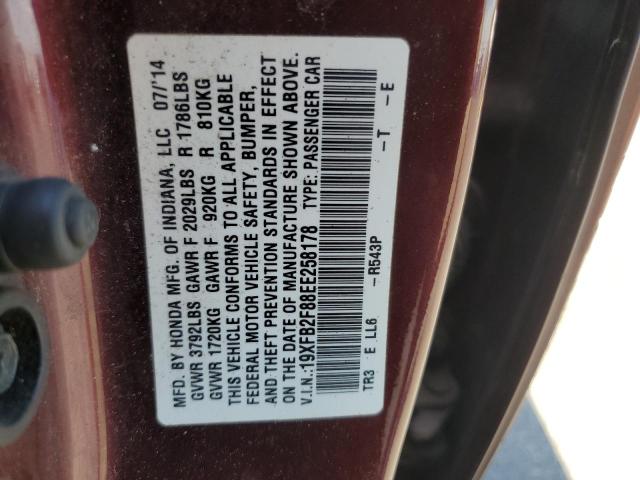 MFD. BY HONDA MFG. OF INDIANA, LLC 07/'14
GVWR 3792LBS GAWR F 2029LBS R 1786LBS
GVWR 1720KG GAWR F 920KG R 810KG
THIS VEHICLE CONFORMS TO ALL APPLICABLE
FEDERAL MOTOR VEHICLE SAFETY, BUMPER,
AND THEFT PREVENTION STANDARDS IN EFFECT
ON THE DATE OF MANUFACTURE SHOWN ABOVE.
V.I.N.:19XFB2F88EE258178 TYPE: PASSENGER CAR
TR3 E LL6 -R543P -T -E